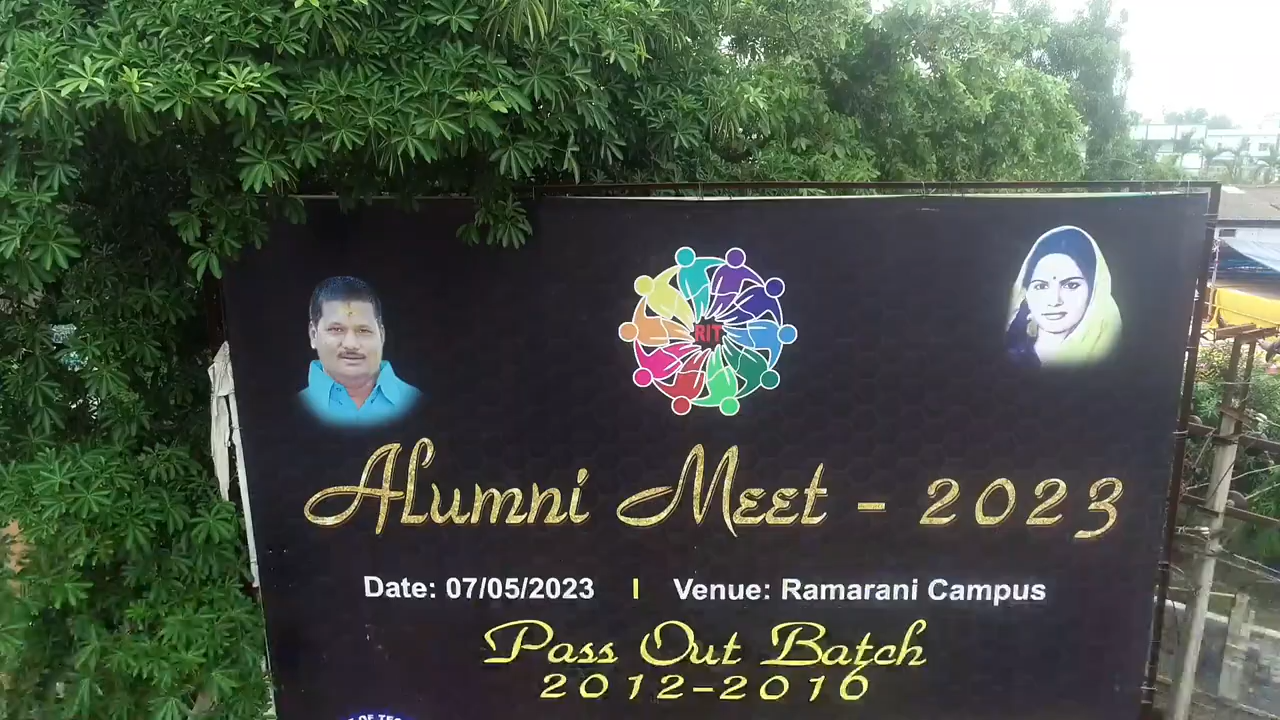 RIT
Alumni Meet - 2023
Date: 07/05/2023 | Venue: Ramarani Campus
Pass Out Batch
2012-2016